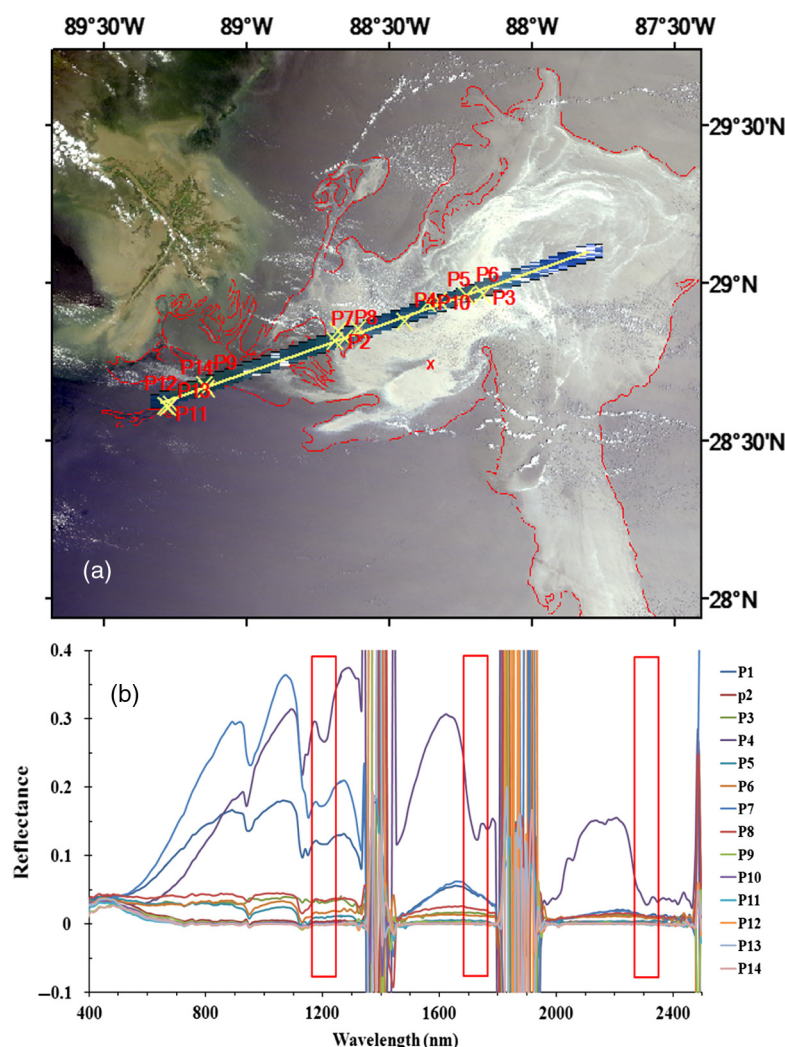 89°30'W 89°W 88°30'W 88°W 87°30'W
29°30'N
29°N
28°30'N
28°N
P5 P6
P4 P10 P3
P7 P8
P2
P14 P9
P12 P13
P11
x
(a)
(b)
0.4
0.3
0.2
0.1
0
−0.1
Reflectance
400 800 1200 1600 2000 2400
Wavelength (nm)
P1
p2
P3
P4
P5
P6
P7
P8
P9
P10
P11
P12
P13
P14